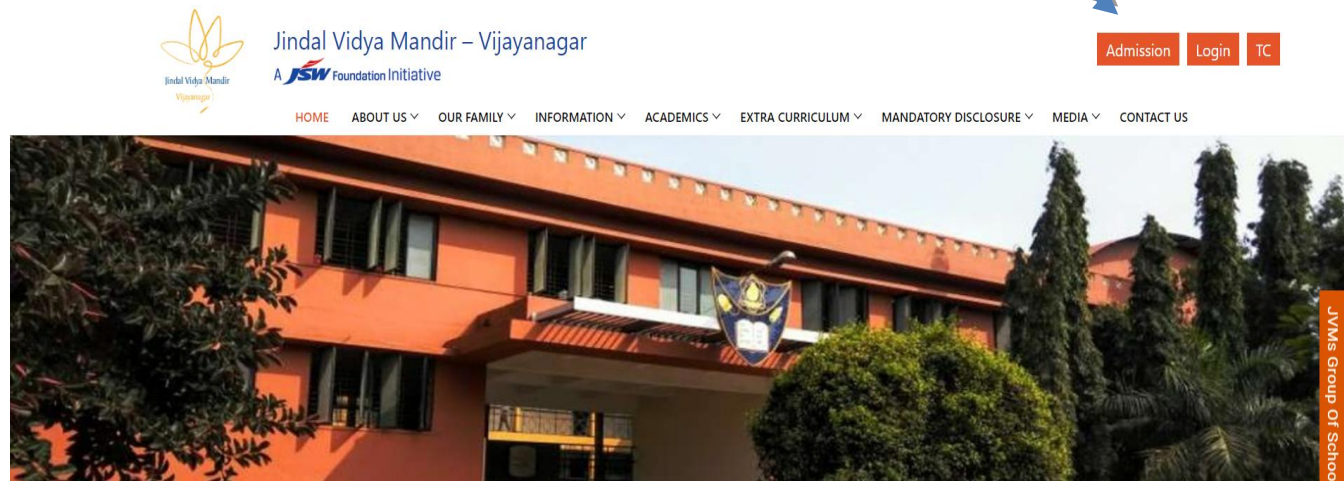 Jindal Vidya Mandir
Vijayanagar
Jindal Vidya Mandir – Vijayanagar
A JSW Foundation Initiative
Admission Login TC
HOME ABOUT US OUR FAMILY INFORMATION ACADEMICS EXTRA CURRICULUM MANDATORY DISCLOSURE MEDIA CONTACT US
JVMs Group Of School